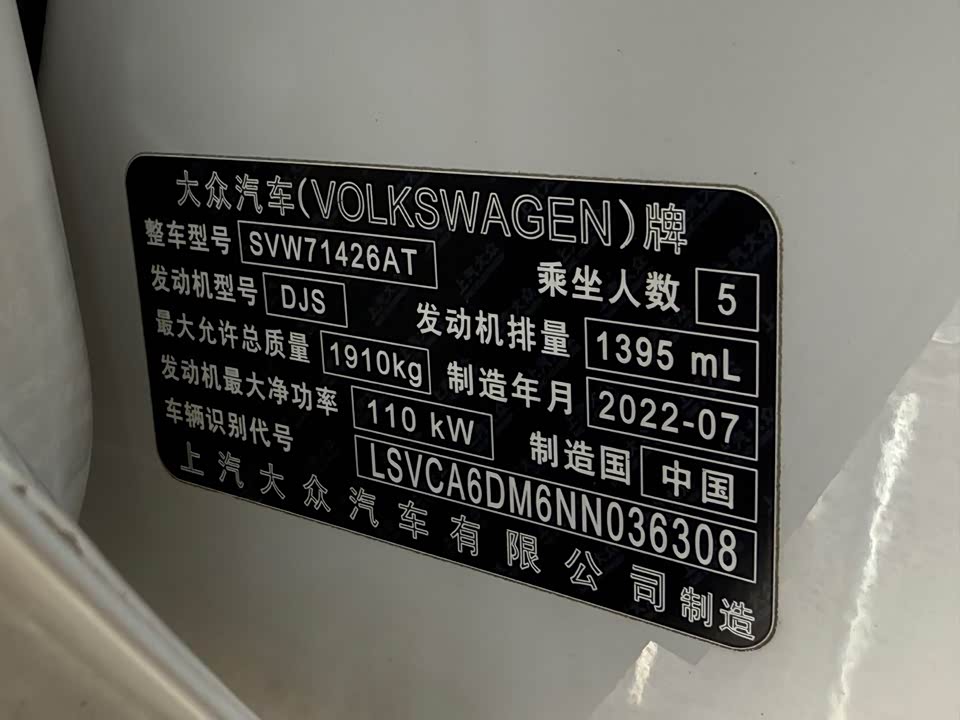 大众汽车(VOLKSWAGEN)牌
整车型号 SVW71426AT 乘坐人数 5
发动机型号 DJS 发动机排量 1395 mL
最大允许总质量 1910kg 制造年月 2022-07
发动机最大净功率 110 kW 制造国 中国
车辆识别代号 LSVCA6DM6NN036308
上汽大众汽车有限公司制造